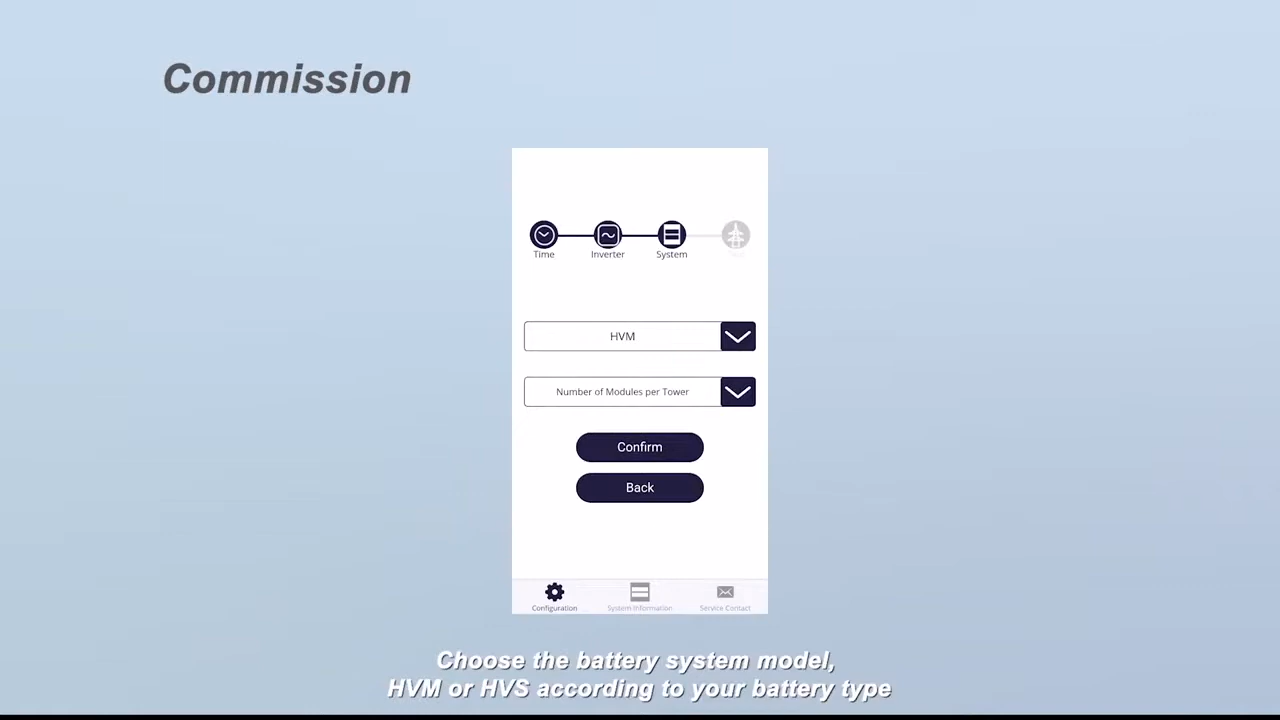 Commission
Time Inverter System
HVM
Number of Modules per Tower
Confirm
Back
Configuration System Information Service Contact
Choose the battery system model,
HVM or HVS according to your battery type